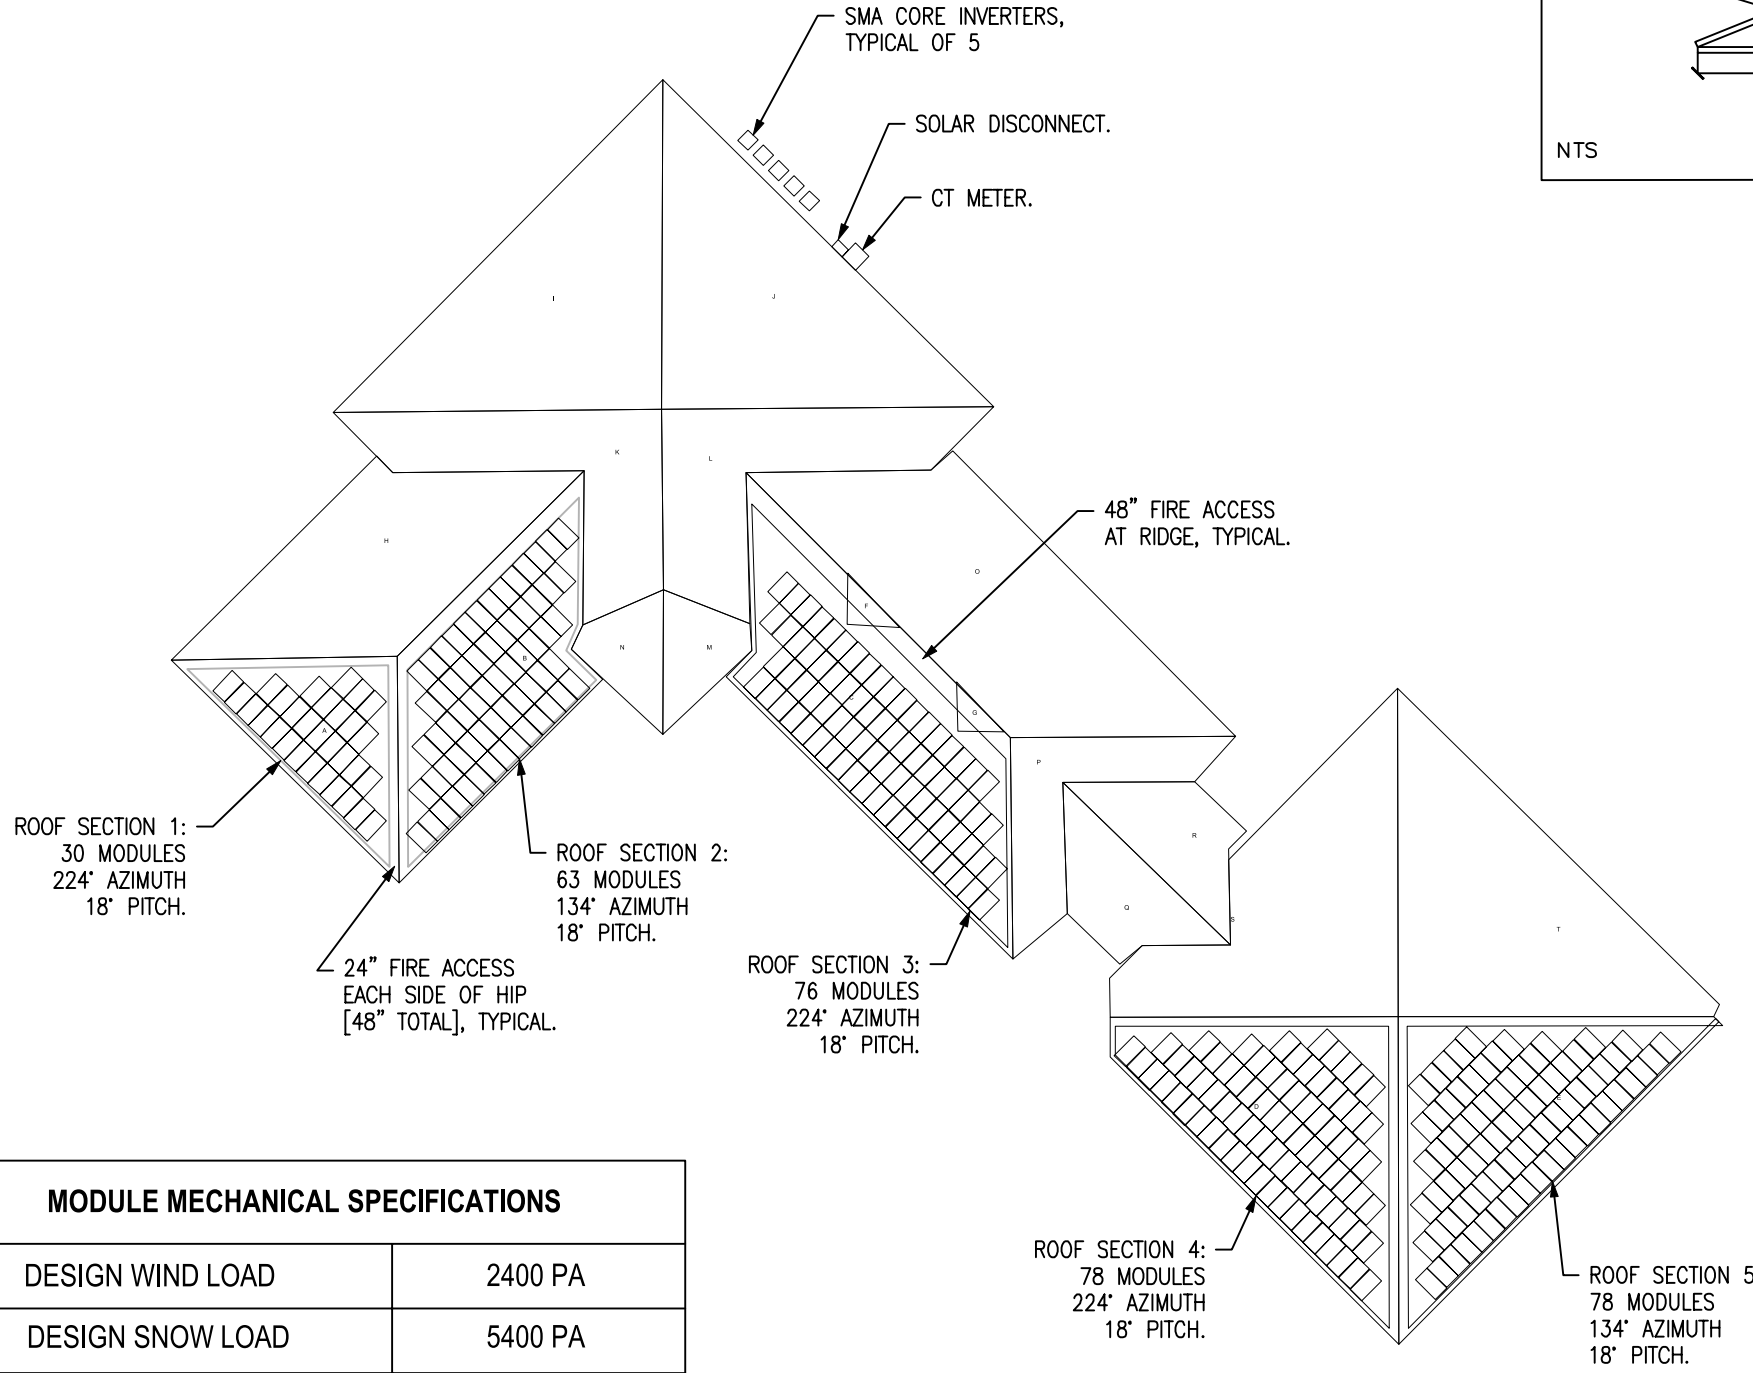 SMA CORE INVERTERS,
TYPICAL OF 5
SOLAR DISCONNECT.
CT METER.
NTS
I
J
K
L
48” FIRE ACCESS
AT RIDGE, TYPICAL.
H
O
F
N
M
B
C
G
A
P
R
Q
S
T
ROOF SECTION 1:
30 MODULES
224° AZIMUTH
18° PITCH.
ROOF SECTION 2:
63 MODULES
134° AZIMUTH
18° PITCH.
24” FIRE ACCESS
EACH SIDE OF HIP
[48” TOTAL], TYPICAL.
ROOF SECTION 3:
76 MODULES
224° AZIMUTH
18° PITCH.
D
E
ROOF SECTION 4:
78 MODULES
224° AZIMUTH
18° PITCH.
ROOF SECTION 5
78 MODULES
134° AZIMUTH
18° PITCH.
MODULE MECHANICAL SPECIFICATIONS
DESIGN WIND LOAD 2400 PA
DESIGN SNOW LOAD 5400 PA